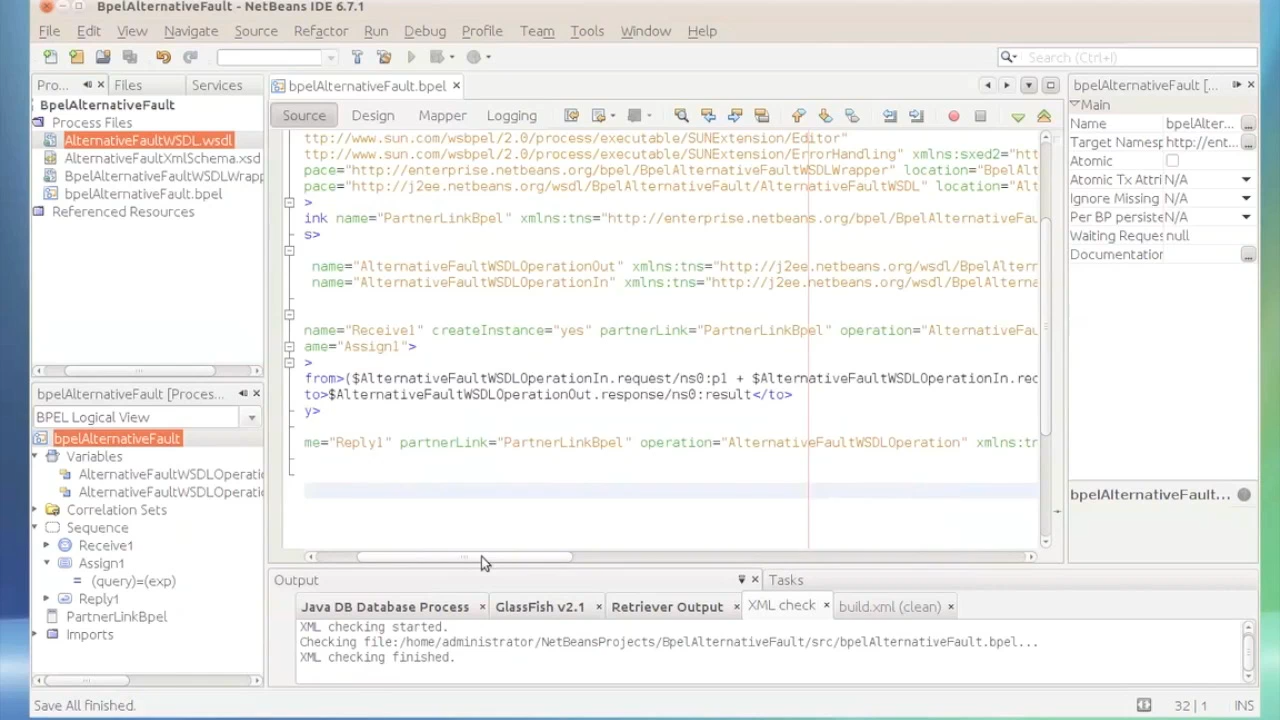 BpelAlternativeFault - NetBeans IDE 6.7.1
File Edit View Navigate Source Refactor Run Debug Profile Team Tools Window Help
Search (Ctrl+I)
Pro... Files Services
BpelAlternativeFault
Process Files
AlternativeFaultWSDL.wsdl
AlternativeFaultXmlSchema.xsd
BpelAlternativeFaultWSDLWrapp
bpelAlternativeFault.bpel
Referenced Resources
bpelAlternativeFault [Proces...
BPEL Logical View
bpelAlternativeFault
Variables
AlternativeFaultWSDLOperatio
AlternativeFaultWSDLOperatio
Correlation Sets
Sequence
Receive1
Assign1
= (query)=(exp)
Reply1
PartnerLinkBpel
Imports
bpelAlternativeFault.bpel
Source Design Mapper Logging
ttp://www.sun.com/wsbpel/2.0/process/executable/SUNExtension/Editor"
ttp://www.sun.com/wsbpel/2.0/process/executable/SUNExtension/ErrorHandling" xmlns:sxed2="htt
pace="http://enterprise.netbeans.org/bpel/BpelAlternativeFaultWSDLWrapper" location="BpelAlt
pace="http://j2ee.netbeans.org/wsdl/BpelAlternativeFault/AlternativeFaultWSDL" location="Alt
>
ink name="PartnerLinkBpel" xmlns:tns="http://enterprise.netbeans.org/bpel/BpelAlternativeFau
s>
name="AlternativeFaultWSDLOperationOut" xmlns:tns="http://j2ee.netbeans.org/wsdl/BpelAltern
name="AlternativeFaultWSDLOperationIn" xmlns:tns="http://j2ee.netbeans.org/wsdl/BpelAlterna
name="Receive1" createInstance="yes" partnerLink="PartnerLinkBpel" operation="AlternativeFau
ame="Assign1">
>
from>($AlternativeFaultWSDLOperationIn.request/ns0:p1 + $AlternativeFaultWSDLOperationIn.rec
to>$AlternativeFaultWSDLOperationOut.response/ns0:result</to>
y>
me="Reply1" partnerLink="PartnerLinkBpel" operation="AlternativeFaultWSDLOperation" xmlns:tn
bpelAlternativeFault [...
Main
Name bpelAlter...
Target Namesp http://ent...
Atomic
Atomic Tx Attri N/A
Ignore Missing N/A
Per BP persiste N/A
Waiting Reques null
Documentation
bpelAlternativeFault...
Output Tasks
Java DB Database Process GlassFish v2.1 Retriever Output XML check build.xml (clean)
XML checking started.
Checking file:/home/administrator/NetBeansProjects/BpelAlternativeFault/src/bpelAlternativeFault.bpel...
XML checking finished.
Save All finished.
32 | 1 INS